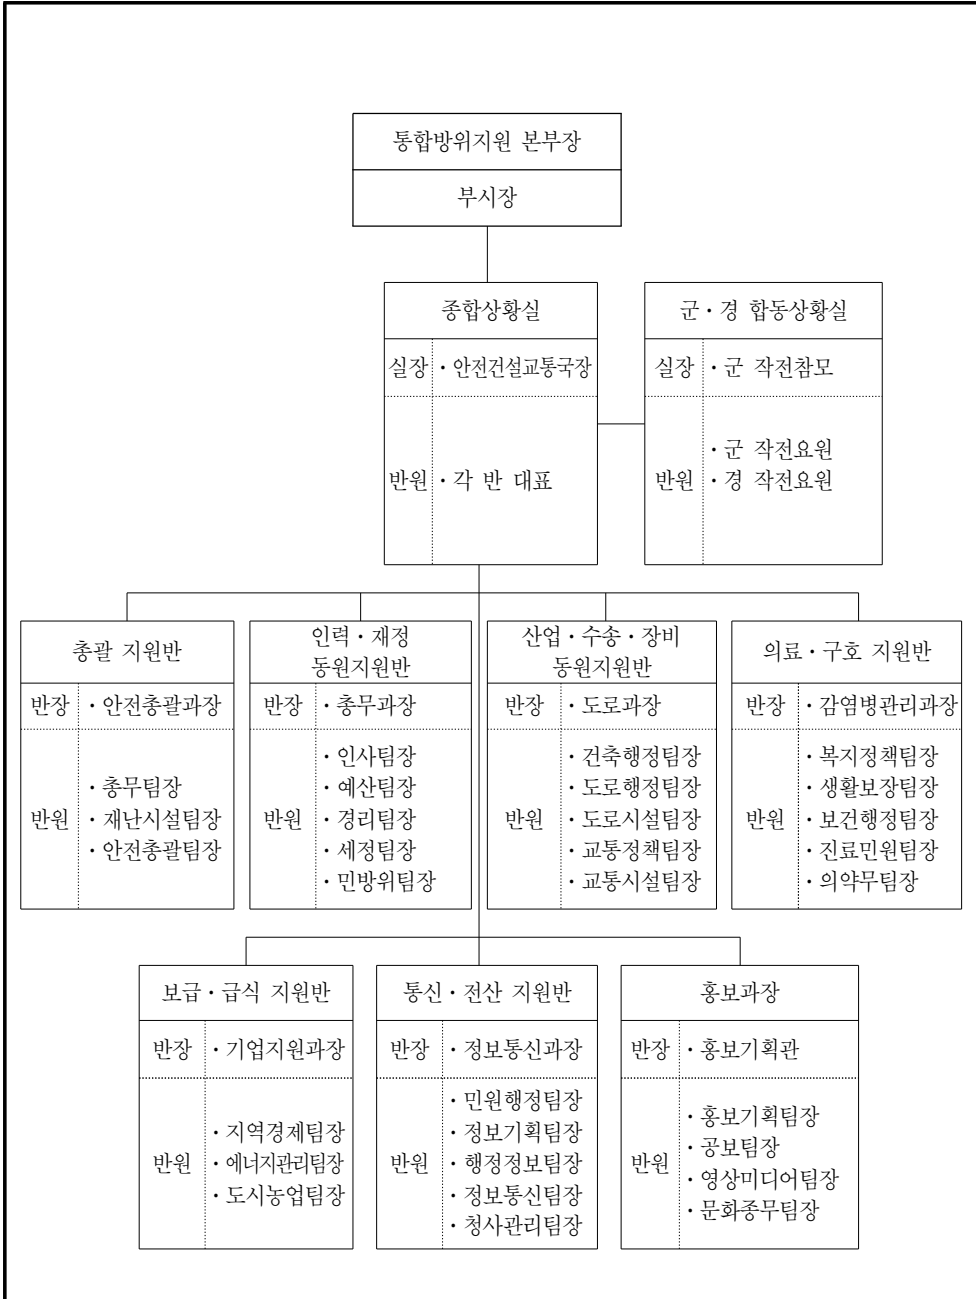 통합방위지원 본부장
부시장
종합상황실
실장 ·안전건설교통국장
반원 ·각 반 대표
군·경 합동상황실
실장 ·군 작전참모
반원
·군 작전요원
·경 작전요원
총괄 지원반
반장 ·안전총괄과장
반원
·총무팀장
·재난시설팀장
·안전총괄팀장
인력·재정
동원지원반
반장 ·총무과장
반원
·인사팀장
·예산팀장
·경리팀장
·세정팀장
·민방위팀장
산업·수송·장비
동원지원반
반장 ·도로과장
반원
·건축행정팀장
·도로행정팀장
·도로시설팀장
·교통정책팀장
·교통시설팀장
의료·구호 지원반
반장 ·감염병관리과장
반원
·복지정책팀장
·생활보장팀장
·보건행정팀장
·진료민원팀장
·의약무팀장
보급·급식 지원반
반장 ·기업지원과장
반원
·지역경제팀장
·에너지관리팀장
·도시농업팀장
통신·전산 지원반
반장 ·정보통신과장
반원
·민원행정팀장
·정보기획팀장
·행정정보팀장
·정보통신팀장
·청사관리팀장
홍보과장
반장 ·홍보기획관
반원
·홍보기획팀장
·공보팀장
·영상미디어팀장
·문화종무팀장